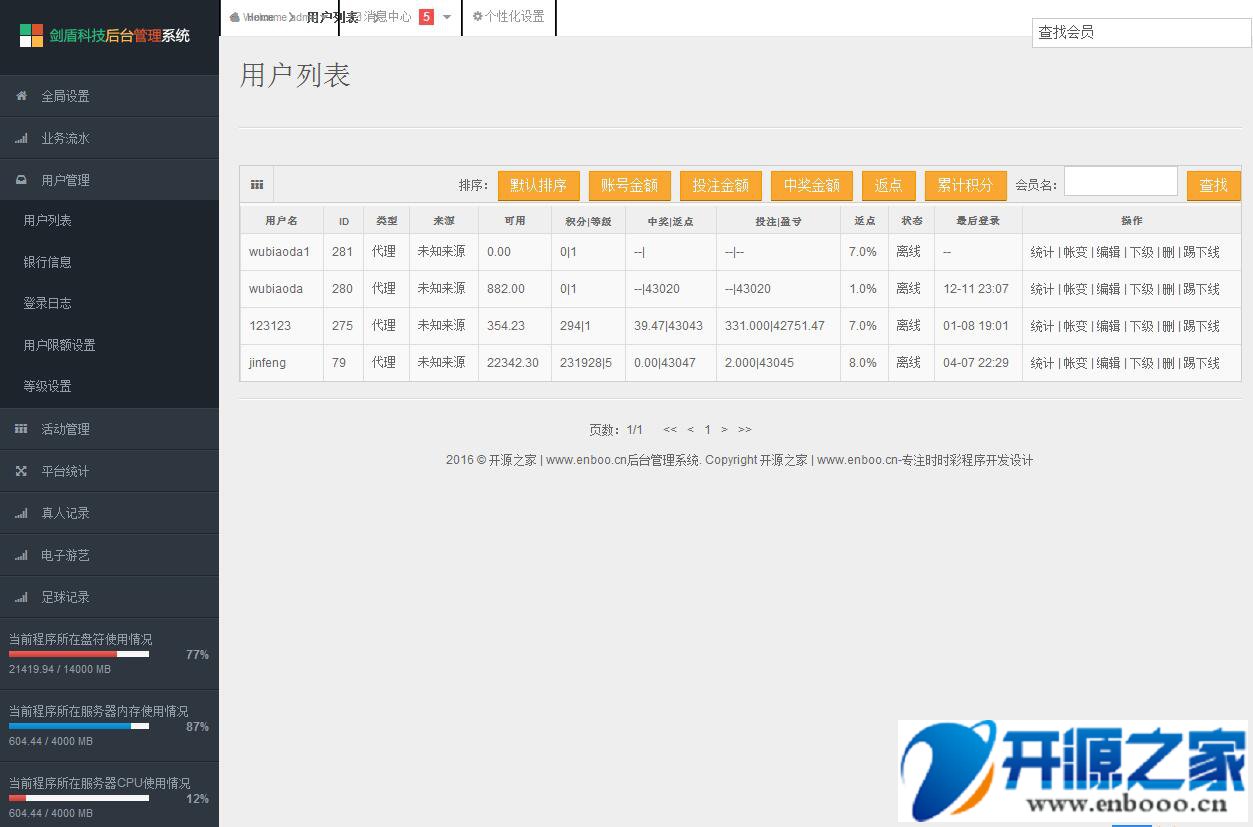 剑盾科技后台管理系统
全局设置
业务流水
用户管理
用户列表
银行信息
登录日志
用户限额设置
等级设置
活动管理
平台统计
真人记录
电子游艺
足球记录
当前程序所在盘符使用情况
77%
21419.94 / 14000 MB
当前程序所在服务器内存使用情况
87%
604.44 / 4000 MB
当前程序所在服务器CPU使用情况
12%
604.44 / 4000 MB
用户列表 消息中心 5 个性化设置
查找会员
用户列表
排序： 默认排序 账号金额 投注金额 中奖金额 返点 累计积分 会员名： 查找
用户名 ID 类型 来源 可用 积分|等级 中奖|返点 投注|盈亏 返点 状态 最后登录 操作
wubiaoda1 281 代理 未知来源 0.00 0|1 --| --|-- 7.0% 离线 -- 统计 | 帐变 | 编辑 | 下级 | 删 | 踢下线
wubiaoda 280 代理 未知来源 882.00 0|1 --|43020 --|43020 1.0% 离线 12-11 23:07 统计 | 帐变 | 编辑 | 下级 | 删 | 踢下线
123123 275 代理 未知来源 354.23 294|1 39.47|43043 331.000|42751.47 7.0% 离线 01-08 19:01 统计 | 帐变 | 编辑 | 下级 | 删 | 踢下线
jinfeng 79 代理 未知来源 22342.30 231928|5 0.00|43047 2.000|43045 8.0% 离线 04-07 22:29 统计 | 帐变 | 编辑 | 下级 | 删 | 踢下线
页数：1/1 << < 1 > >>
2016 © 开源之家 | www.enboo.cn后台管理系统. Copyright 开源之家 | www.enboo.cn-专注时时彩程序开发设计
开源之家
www.enbooo.cn